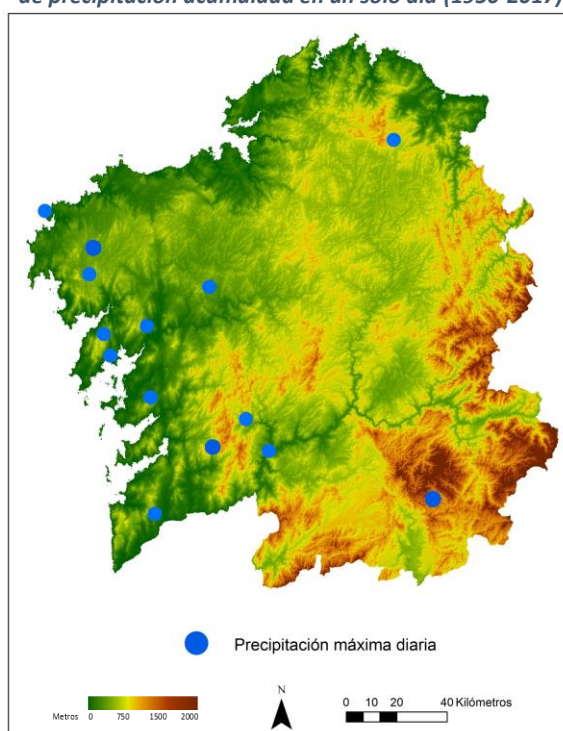 de precipitación acumulada en un solo día (1950-2017)
Precipitación máxima diaria
N
Metros 0 750 1500 2000
0 10 20 40 Kilómetros